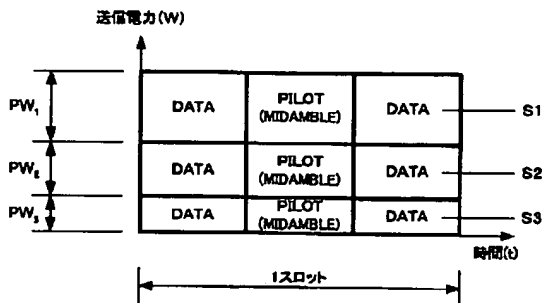 送信電力(W)
PW₁
DATA
PILOT
(MIDAMBLE)
DATA
S1
PW₂
DATA
PILOT
(MIDAMBLE)
DATA
S2
PW₃
DATA
PILOT
(MIDAMBLE)
DATA
S3
時間(t)
1スロット